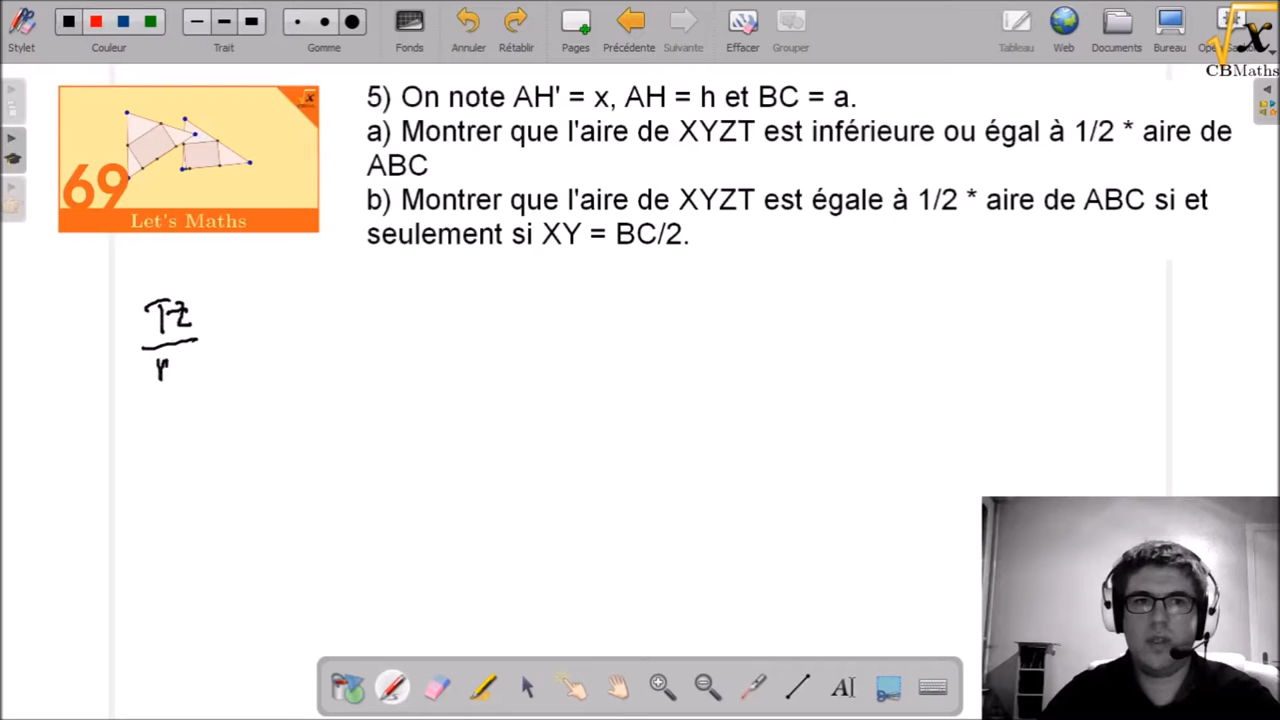 Stylet
Couleur
Trait
Gomme
Fonds
Annuler
Rétablir
Pages
Précédente
Suivante
Effacer
Grouper
Tableau
Web
Documents
Bureau
CBMaths
69
Let's Maths
5) On note AH' = x, AH = h et BC = a.
a) Montrer que l'aire de XYZT est inférieure ou égal à 1/2 * aire de
ABC
b) Montrer que l'aire de XYZT est égale à 1/2 * aire de ABC si et
seulement si XY = BC/2.
TZ